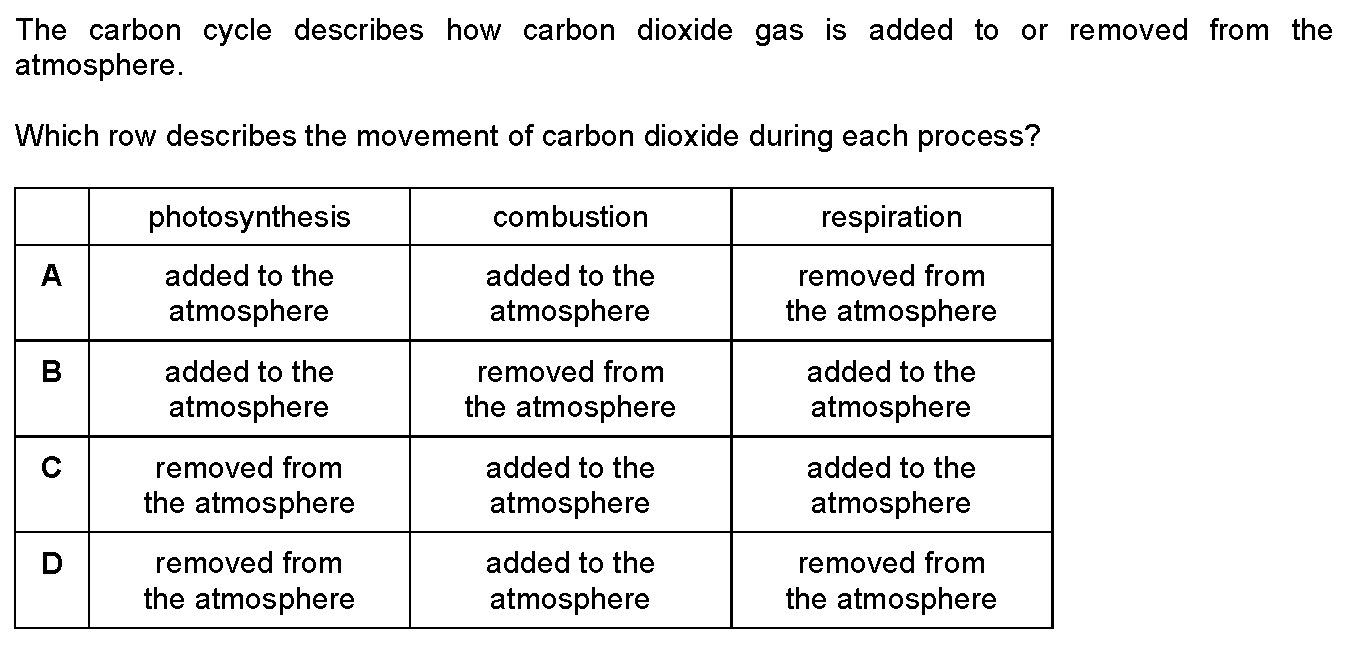 The carbon cycle describes how carbon dioxide gas is added to or removed from the
atmosphere.
Which row describes the movement of carbon dioxide during each process?
photosynthesis combustion respiration
A added to the atmosphere added to the atmosphere removed from the atmosphere
B added to the atmosphere removed from the atmosphere added to the atmosphere
C removed from the atmosphere added to the atmosphere added to the atmosphere
D removed from the atmosphere added to the atmosphere removed from the atmosphere